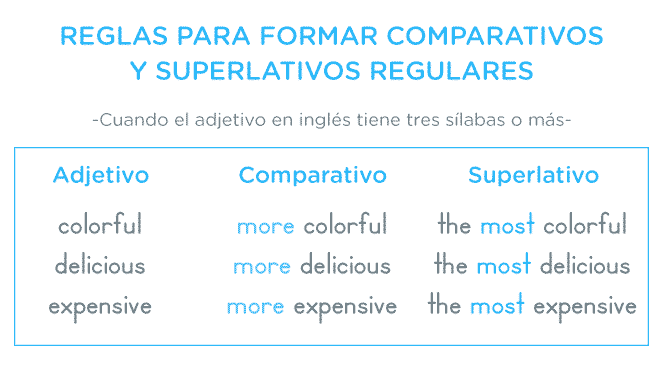 REGLAS PARA FORMAR COMPARATIVOS
Y SUPERLATIVOS REGULARES
-Cuando el adjetivo en inglés tiene tres sílabas o más-
Adjetivo Comparativo Superlativo
colorful more colorful the most colorful
delicious more delicious the most delicious
expensive more expensive the most expensive